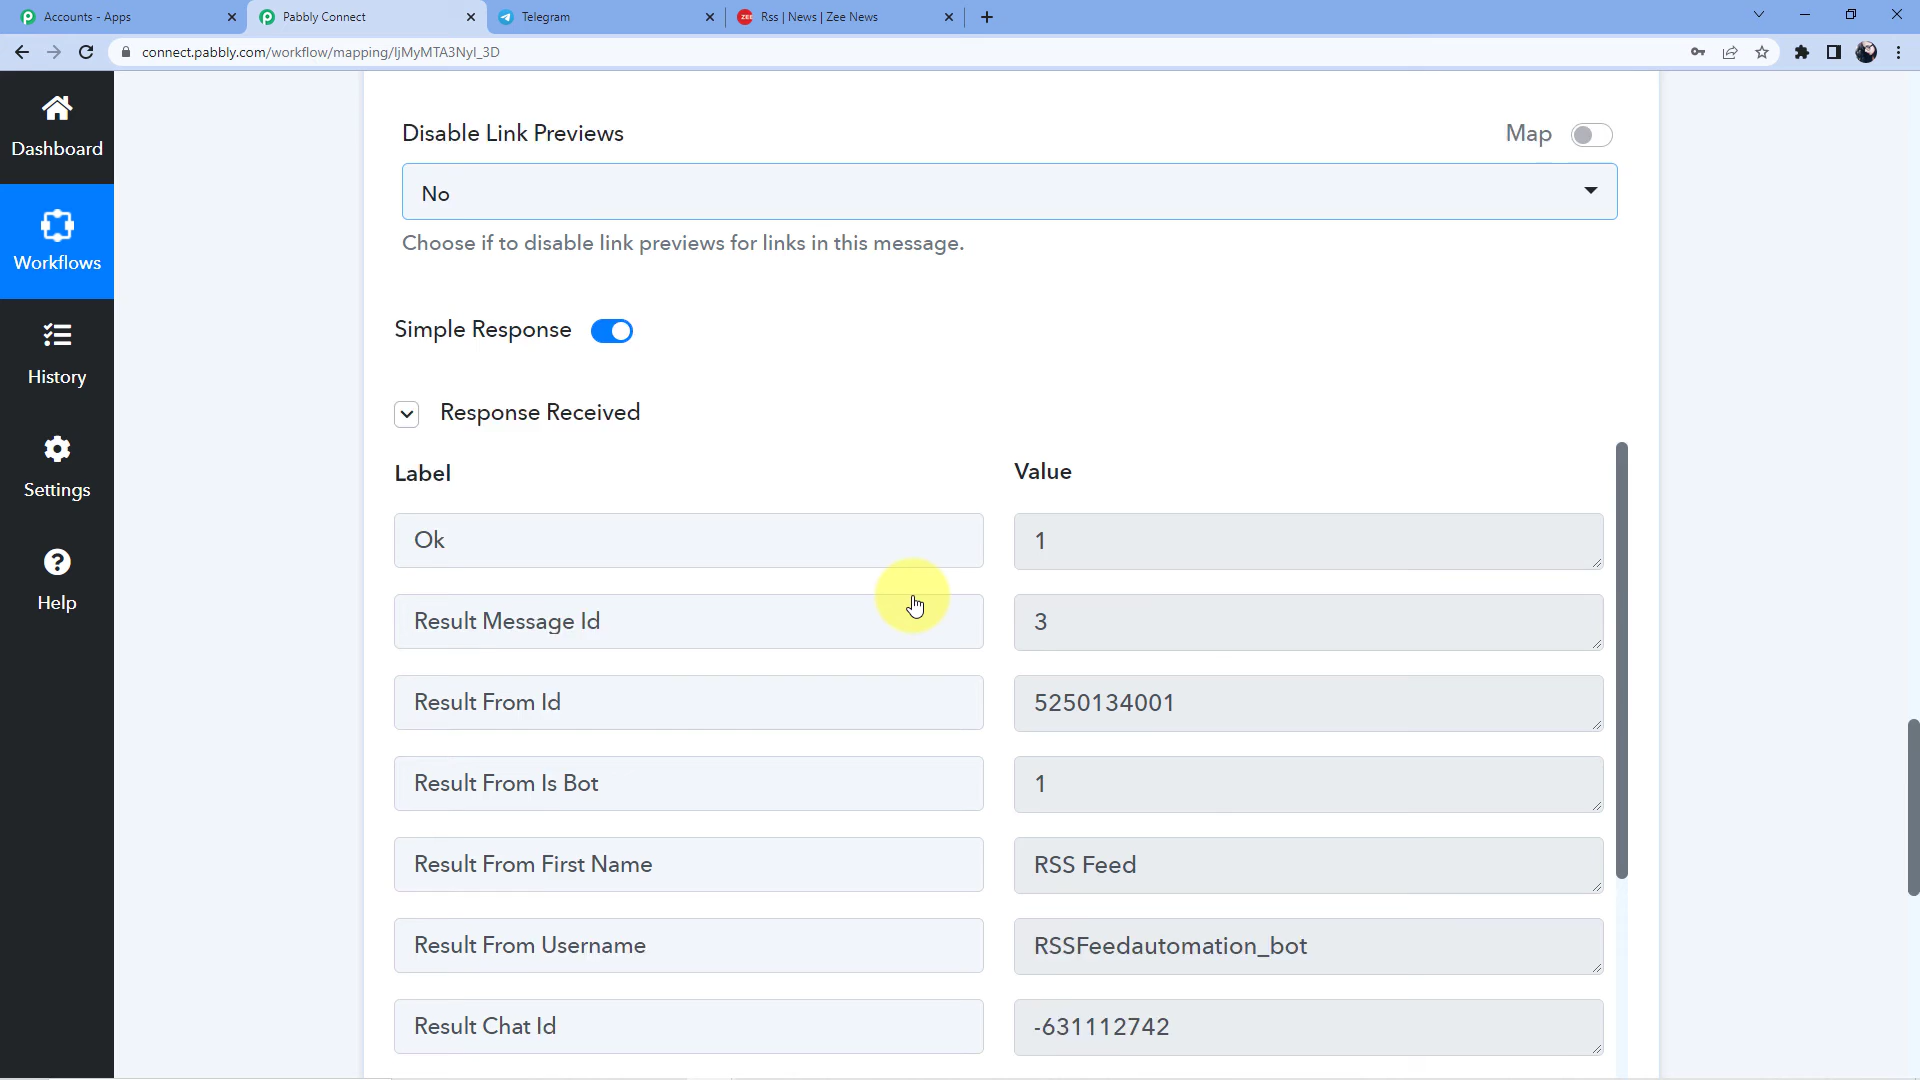 Accounts - Apps
Pabbly Connect
Telegram
Rss | News | Zee News
connect.pabbly.com/workflow/mapping/IjMyMTA3NyI_3D
Dashboard
Workflows
History
Settings
Help
Disable Link Previews
Map
No
Choose if to disable link previews for links in this message.
Simple Response
Response Received
Label
Value
Ok
1
Result Message Id
3
Result From Id
5250134001
Result From Is Bot
1
Result From First Name
RSS Feed
Result From Username
RSSFeedautomation_bot
Result Chat Id
-631112742